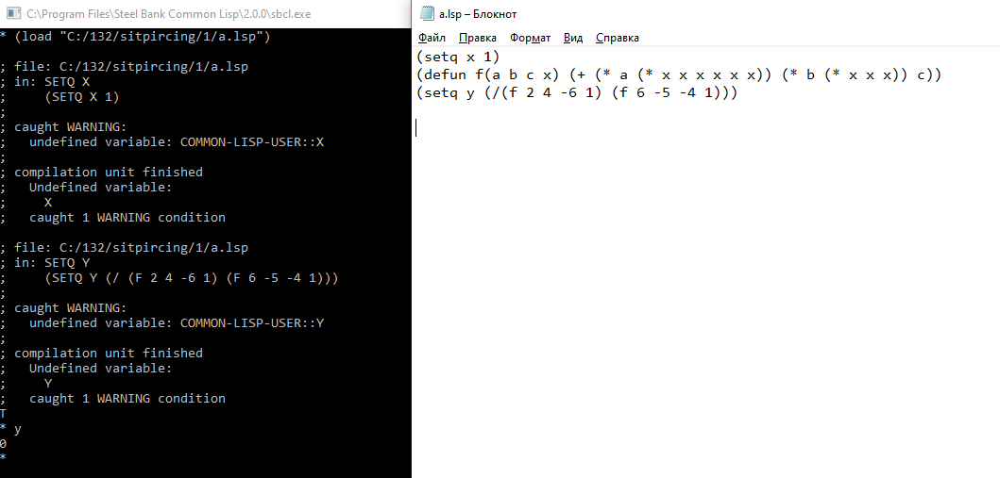 C:\Program Files\Steel Bank Common Lisp\2.0.0\sbcl.exe
* (load "C:/132/sitpircing/1/a.lsp")
; file: C:/132/sitpircing/1/a.lsp
; in: SETQ X
;     (SETQ X 1)
;
; caught WARNING:
;   undefined variable: COMMON-LISP-USER::X
;
; compilation unit finished
;   Undefined variable:
;     X
;   caught 1 WARNING condition
; file: C:/132/sitpircing/1/a.lsp
; in: SETQ Y
;     (SETQ Y (/ (F 2 4 -6 1) (F 6 -5 -4 1)))
;
; caught WARNING:
;   undefined variable: COMMON-LISP-USER::Y
;
; compilation unit finished
;   Undefined variable:
;     Y
;   caught 1 WARNING condition
T
* y
0
*
a.lsp – Блокнот
Файл Правка Формат Вид Справка
(setq x 1)
(defun f(a b c x) (+ (* a (* x x x x x x)) (* b (* x x x)) c))
(setq y (/(f 2 4 -6 1) (f 6 -5 -4 1)))